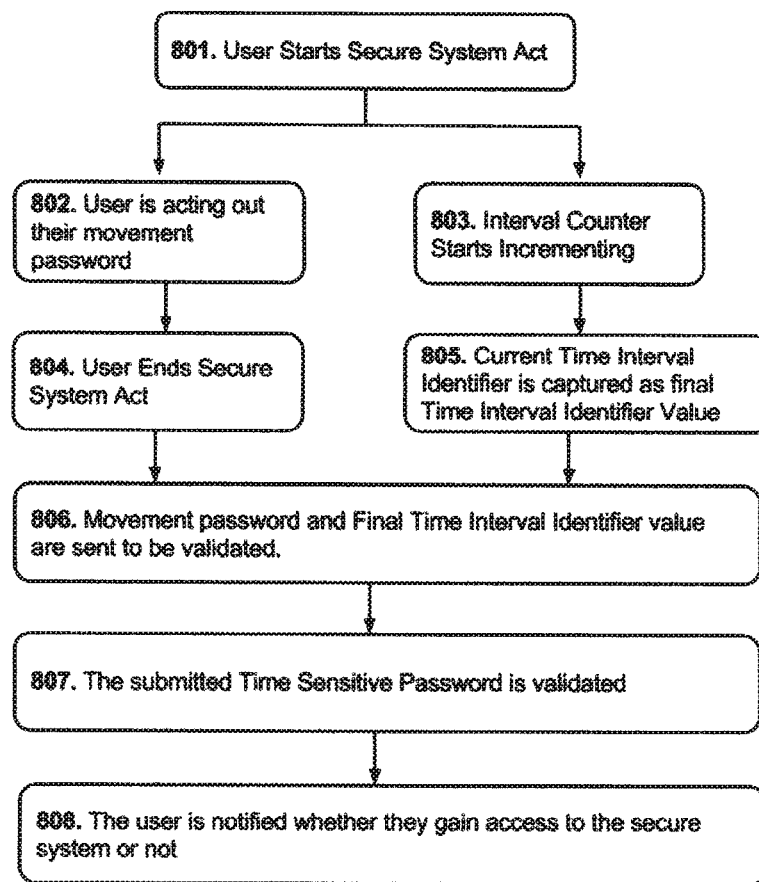 801. User Starts Secure System Act
802. User is acting out
their movement
password
803. Interval Counter
Starts Incrementing
804. User Ends Secure
System Act
805. Current Time Interval
Identifier is captured as final
Time Interval Identifier Value
806. Movement password and Final Time Interval Identifier value
are sent to be validated.
807. The submitted Time Sensitive Password is validated
808. The user is notified whether they gain access to the secure
system or not